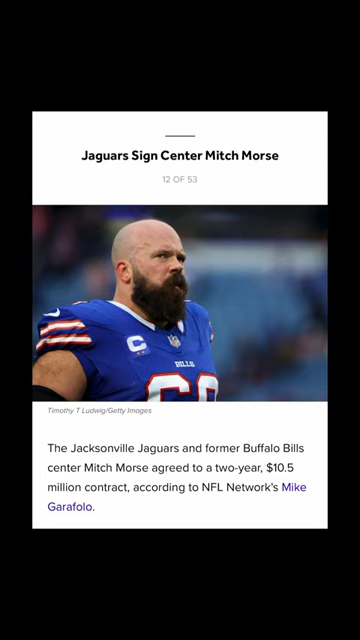 Jaguars Sign Center Mitch Morse
12 OF 53
C
BILLS
60
Timothy T Ludwig/Getty Images
The Jacksonville Jaguars and former Buffalo Bills
center Mitch Morse agreed to a two-year, $10.5
million contract, according to NFL Network's Mike
Garafolo.